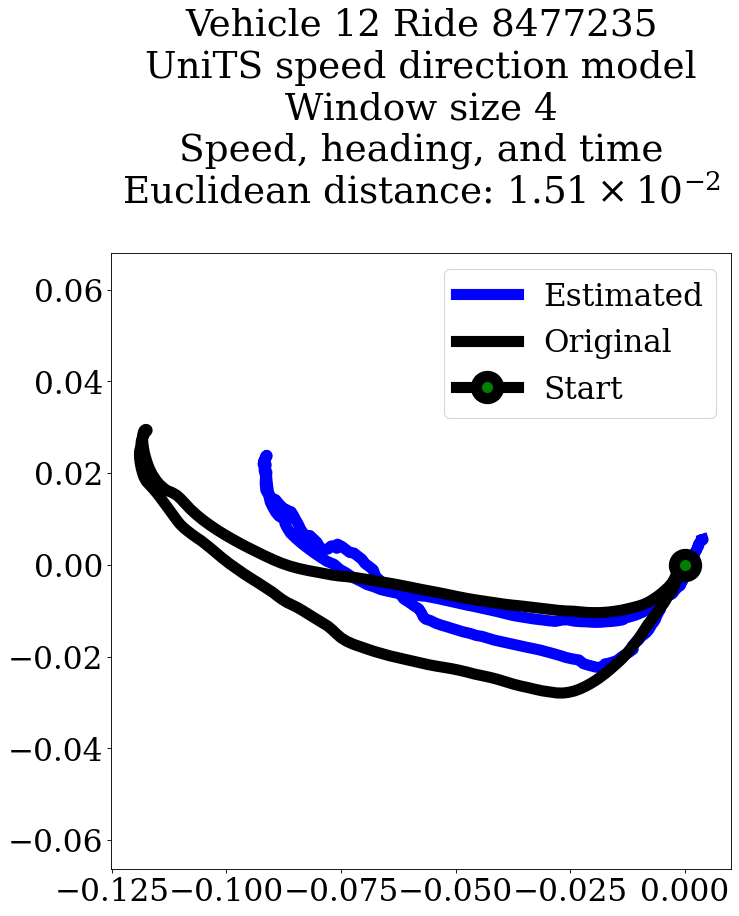 Vehicle 12 Ride 8477235
UniTS speed direction model
Window size 4
Speed, heading, and time
Euclidean distance: 1.51 × 10⁻²
Estimated
Original
Start
0.06
0.04
0.02
0.00
−0.02
−0.04
−0.06
−0.125 −0.100 −0.075 −0.050 −0.025 0.000